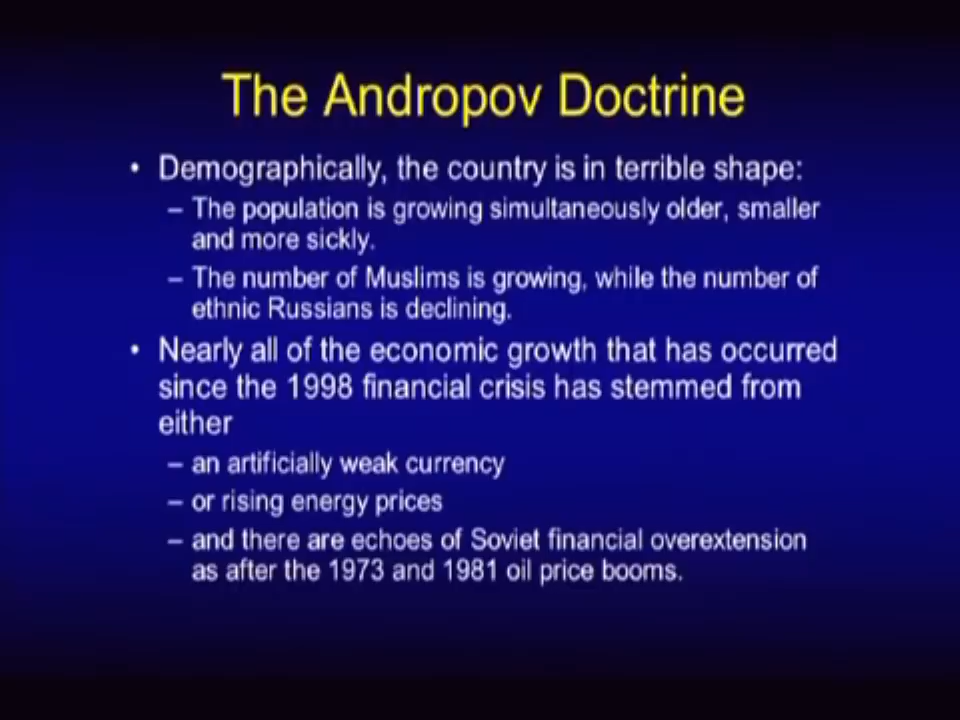 The Andropov Doctrine
• Demographically, the country is in terrible shape:
– The population is growing simultaneously older, smaller
and more sickly.
– The number of Muslims is growing, while the number of
ethnic Russians is declining.
• Nearly all of the economic growth that has occurred
since the 1998 financial crisis has stemmed from
either
– an artificially weak currency
– or rising energy prices
– and there are echoes of Soviet financial overextension
as after the 1973 and 1981 oil price booms.